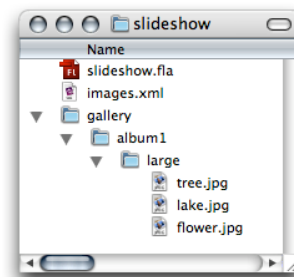 slideshow
Name
slideshow.fla
images.xml
gallery
album1
large
tree.jpg
lake.jpg
flower.jpg